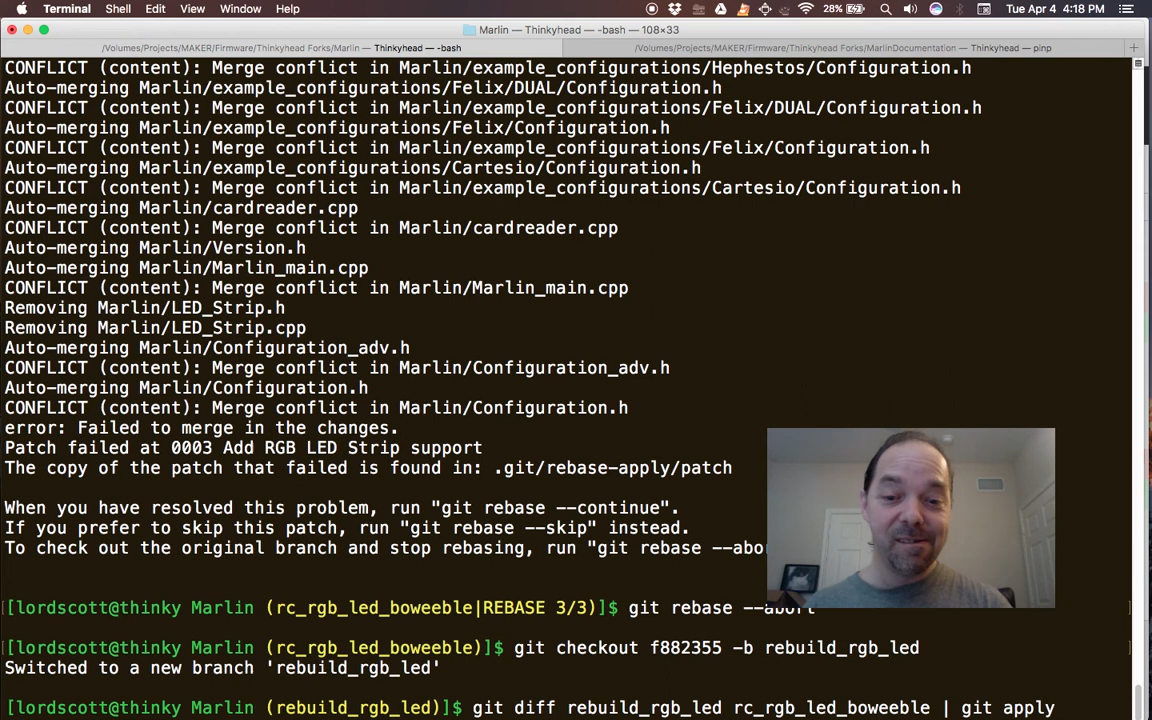 Terminal Shell Edit View Window Help 28% Tue Apr 4 4:18 PM
Marlin — Thinkyhead — -bash — 108×33
/Volumes/Projects/MAKER/Firmware/Thinkyhead Forks/Marlin — Thinkyhead — -bash
/Volumes/Projects/MAKER/Firmware/Thinkyhead Forks/MarlinDocumentation — Thinkyhead — pinp
CONFLICT (content): Merge conflict in Marlin/example_configurations/Hephestos/Configuration.h
Auto-merging Marlin/example_configurations/Felix/DUAL/Configuration.h
CONFLICT (content): Merge conflict in Marlin/example_configurations/Felix/DUAL/Configuration.h
Auto-merging Marlin/example_configurations/Felix/Configuration.h
CONFLICT (content): Merge conflict in Marlin/example_configurations/Felix/Configuration.h
Auto-merging Marlin/example_configurations/Cartesio/Configuration.h
CONFLICT (content): Merge conflict in Marlin/example_configurations/Cartesio/Configuration.h
Auto-merging Marlin/cardreader.cpp
CONFLICT (content): Merge conflict in Marlin/cardreader.cpp
Auto-merging Marlin/Version.h
Auto-merging Marlin/Marlin_main.cpp
CONFLICT (content): Merge conflict in Marlin/Marlin_main.cpp
Removing Marlin/LED_Strip.h
Removing Marlin/LED_Strip.cpp
Auto-merging Marlin/Configuration_adv.h
CONFLICT (content): Merge conflict in Marlin/Configuration_adv.h
Auto-merging Marlin/Configuration.h
CONFLICT (content): Merge conflict in Marlin/Configuration.h
error: Failed to merge in the changes.
Patch failed at 0003 Add RGB LED Strip support
The copy of the patch that failed is found in: .git/rebase-apply/patch
When you have resolved this problem, run "git rebase --continue".
If you prefer to skip this patch, run "git rebase --skip" instead.
To check out the original branch and stop rebasing, run "git rebase --abo
[lordscott@thinky Marlin (rc_rgb_led_boweeble|REBASE 3/3)]$ git rebase --abort
[lordscott@thinky Marlin (rc_rgb_led_boweeble)]$ git checkout f882355 -b rebuild_rgb_led
Switched to a new branch 'rebuild_rgb_led'
[lordscott@thinky Marlin (rebuild_rgb_led)]$ git diff rebuild_rgb_led rc_rgb_led_boweeble | git apply